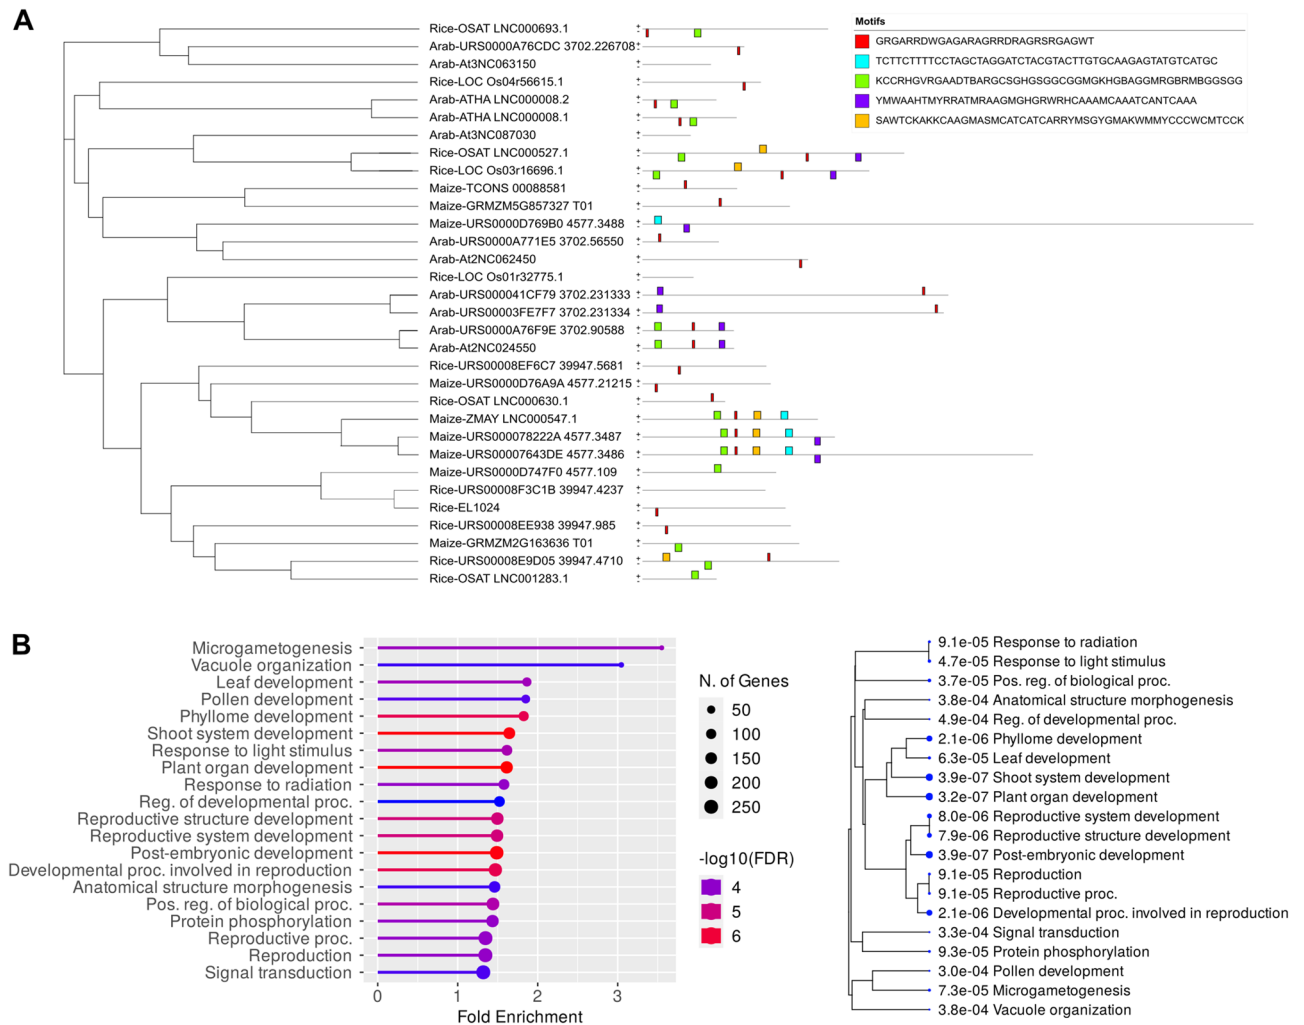 A
Rice-OSAT LNC000693.1
Arab-URS0000A76CDC 3702.226708
Arab-At3NC063150
Rice-LOC Os04r56615.1
Arab-ATHA LNC000008.2
Arab-ATHA LNC000008.1
Arab-At3NC087030
Rice-OSAT LNC000527.1
Rice-LOC Os03r16696.1
Maize-TCONS 00088581
Maize-GRMZM5G857327 T01
Maize-URS0000D769B0 4577.3488
Arab-URS0000A771E5 3702.56550
Arab-At2NC062450
Rice-LOC Os01r32775.1
Arab-URS000041CF79 3702.231333
Arab-URS00003FE7F7 3702.231334
Arab-URS0000A76F9E 3702.90588
Arab-At2NC024550
Rice-URS00008EF6C7 39947.5681
Maize-URS0000D76A9A 4577.21215
Rice-OSAT LNC000630.1
Maize-ZMAY LNC000547.1
Maize-URS000078222A 4577.3487
Maize-URS00007643DE 4577.3486
Maize-URS0000D747F0 4577.109
Rice-URS00008F3C1B 39947.4237
Rice-EL1024
Rice-URS00008EE938 39947.985
Maize-GRMZM2G163636 T01
Rice-URS00008E9D05 39947.4710
Rice-OSAT LNC001283.1
Motifs
GRGARRDWGAGARAGRRDRAGRSRGAGWT
TCTTCTTTTCCTAGCTAGGATCTACGTACTTGTGCAAGAGTATGTCATGC
KCCRHGVRGAADTBARGCSGHGSGGCGGMGKHGBAGGMRGBRMBGGSGG
YMWAAHTMYRRATMRAAGMGHGRWRHCAAAMCAAATCANTCAAA
SAWTCKAKKCAAGMASMCATCATCARRYMSGYGMAKWMMYCCCWCMTCCK
B
Microgametogenesis
Vacuole organization
Leaf development
Pollen development
Phyllome development
Shoot system development
Response to light stimulus
Plant organ development
Response to radiation
Reg. of developmental proc.
Reproductive structure development
Reproductive system development
Post-embryonic development
Developmental proc. involved in reproduction
Anatomical structure morphogenesis
Pos. reg. of biological proc.
Protein phosphorylation
Reproductive proc.
Reproduction
Signal transduction
0 1 2 3
Fold Enrichment
N. of Genes
50
100
150
200
250
-log10(FDR)
4
5
6
9.1e-05 Response to radiation
4.7e-05 Response to light stimulus
3.7e-05 Pos. reg. of biological proc.
3.8e-04 Anatomical structure morphogenesis
4.9e-04 Reg. of developmental proc.
2.1e-06 Phyllome development
6.3e-05 Leaf development
3.9e-07 Shoot system development
3.2e-07 Plant organ development
8.0e-06 Reproductive system development
7.9e-06 Reproductive structure development
3.9e-07 Post-embryonic development
9.1e-05 Reproduction
9.1e-05 Reproductive proc.
2.1e-06 Developmental proc. involved in reproduction
3.3e-04 Signal transduction
9.3e-05 Protein phosphorylation
3.0e-04 Pollen development
7.3e-05 Microgametogenesis
3.8e-04 Vacuole organization